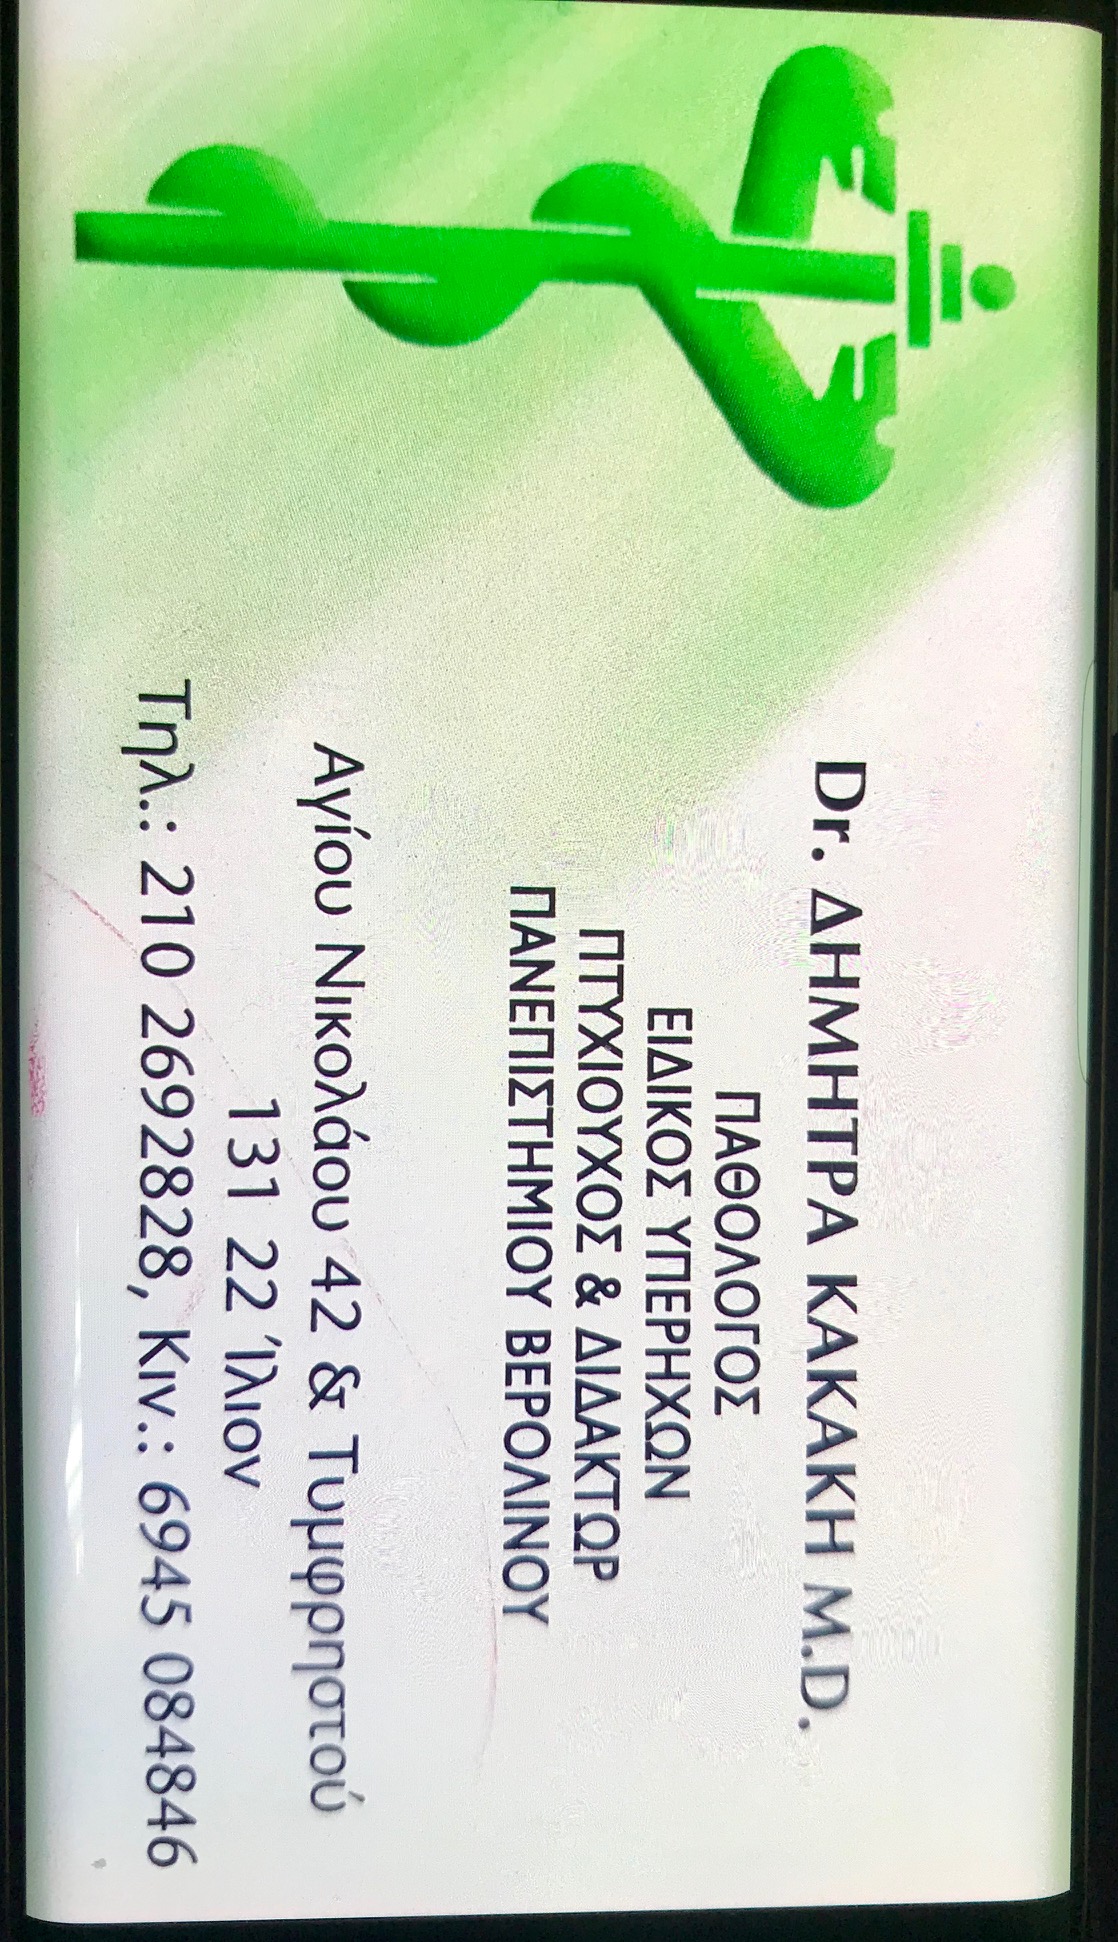 Dr. ΔΗΜΗΤΡΑ ΚΑΚΑΚΗ M.D.
ΠΑΘΟΛΟΓΟΣ
ΕΙΔΙΚΟΣ ΥΠΕΡΗΧΩΝ
ΠΤΥΧΙΟΥΧΟΣ & ΔΙΔΑΚΤΩΡ
ΠΑΝΕΠΙΣΤΗΜΙΟΥ ΒΕΡΟΛΙΝΟΥ
Αγίου Νικολάου 42 & Τυμφρηστού
131 22 Ίλιον
Τηλ.: 210 2692828, Κιν.: 6945 084846